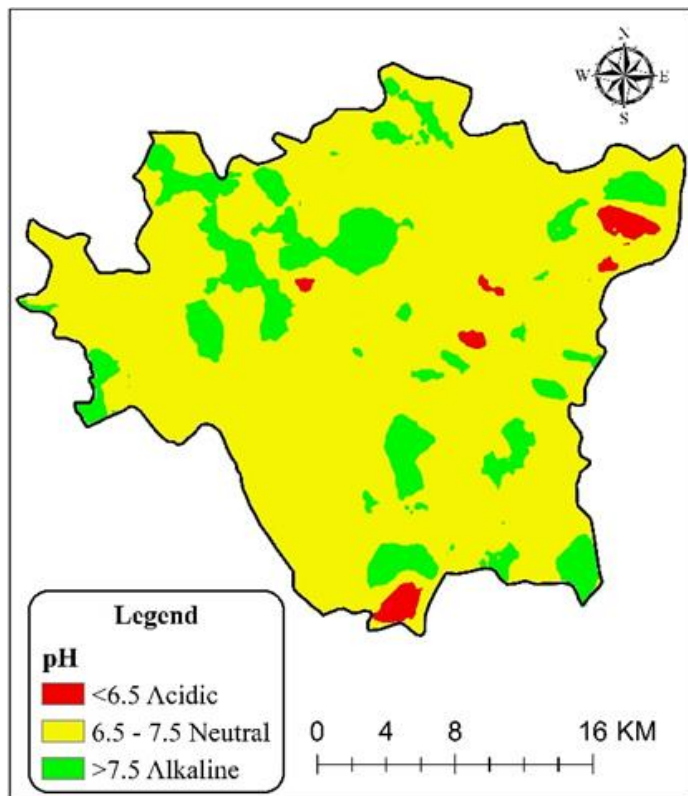 N
W E
S
Legend
pH
<6.5 Acidic
6.5 - 7.5 Neutral
>7.5 Alkaline
0 4 8 16 KM